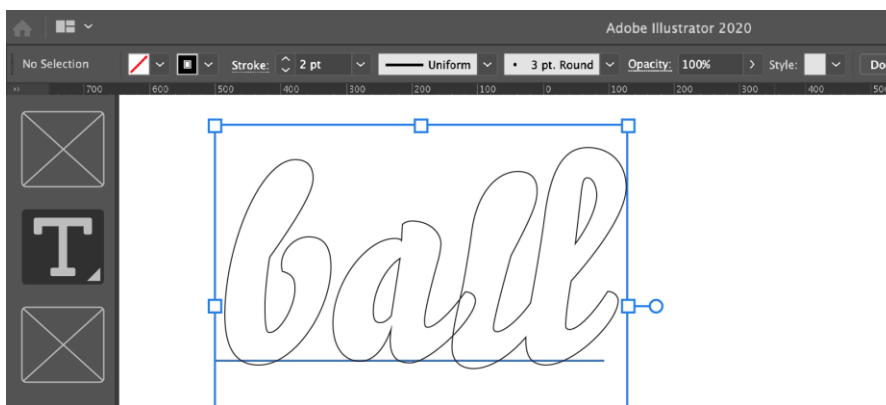 Adobe Illustrator 2020
No Selection Stroke: 2 pt Uniform 3 pt. Round Opacity: 100% Style: Do
700 600 500 400 300 200 100 0 100 200 300 400 500
T
ball